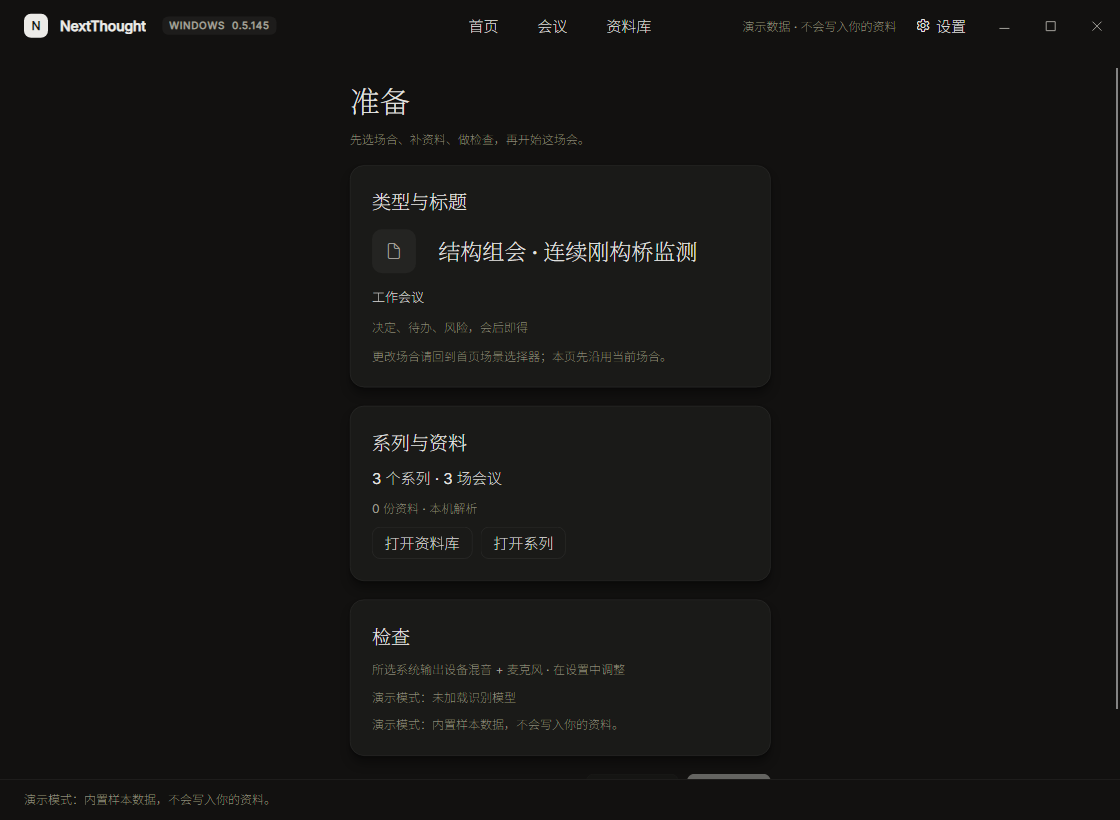 N NextThought WINDOWS 0.5.145 首页 会议 资料库 演示数据 · 不会写入你的资料 设置
准备
先选场合、补资料、做检查，再开始这场会。
类型与标题
结构组会 · 连续刚构桥监测
工作会议
决定、待办、风险，会后即得
更改场合请回到首页场景选择器；本页先沿用当前场合。
系列与资料
3 个系列 · 3 场会议
0 份资料 · 本机解析
打开资料库 打开系列
检查
所选系统输出设备混音 + 麦克风 · 在设置中调整
演示模式：未加载识别模型
演示模式：内置样本数据，不会写入你的资料。
演示模式：内置样本数据，不会写入你的资料。